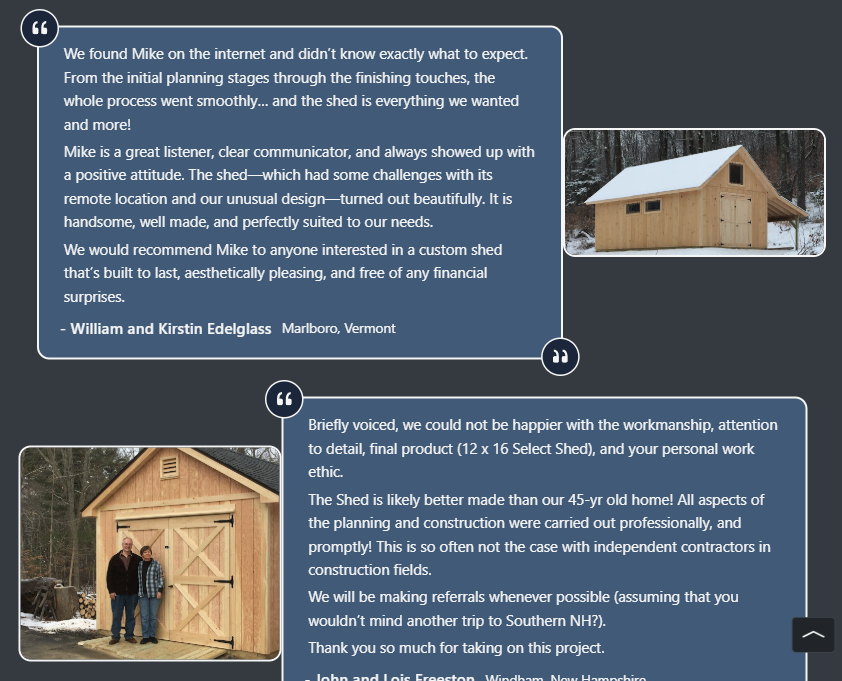 We found Mike on the internet and didn’t know exactly what to expect.
From the initial planning stages through the finishing touches, the
whole process went smoothly... and the shed is everything we wanted
and more!
Mike is a great listener, clear communicator, and always showed up with
a positive attitude. The shed—which had some challenges with its
remote location and our unusual design—turned out beautifully. It is
handsome, well made, and perfectly suited to our needs.
We would recommend Mike to anyone interested in a custom shed
that’s built to last, aesthetically pleasing, and free of any financial
surprises.
- William and Kirstin Edelglass Marlboro, Vermont
Briefly voiced, we could not be happier with the workmanship, attention
to detail, final product (12 x 16 Select Shed), and your personal work
ethic.
The Shed is likely better made than our 45-yr old home! All aspects of
the planning and construction were carried out professionally, and
promptly! This is so often not the case with independent contractors in
construction fields.
We will be making referrals whenever possible (assuming that you
wouldn’t mind another trip to Southern NH?).
Thank you so much for taking on this project.
- John and Lois Freeston Windham, New Hampshire